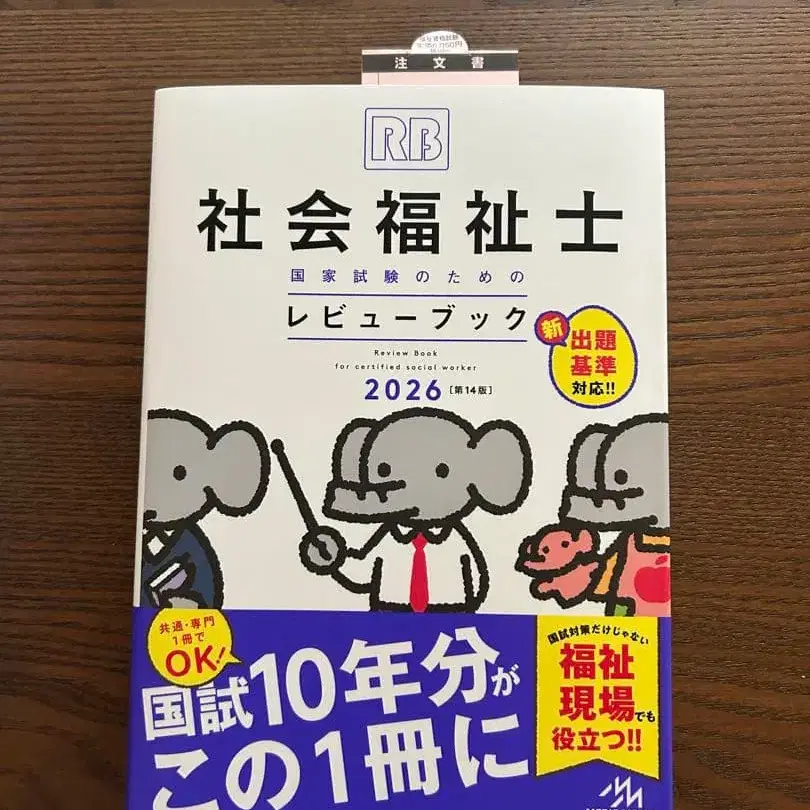 注文書
RB
社会福祉士
国家試験のための
レビューブック
Review Book
for certified social worker
2026 [第14版]
新
出題
基準
対応!!
共通・専門
1冊で
OK!
国試10年分が
この1冊に
国試対策だけじゃない
福祉
現場でも
役立つ!!